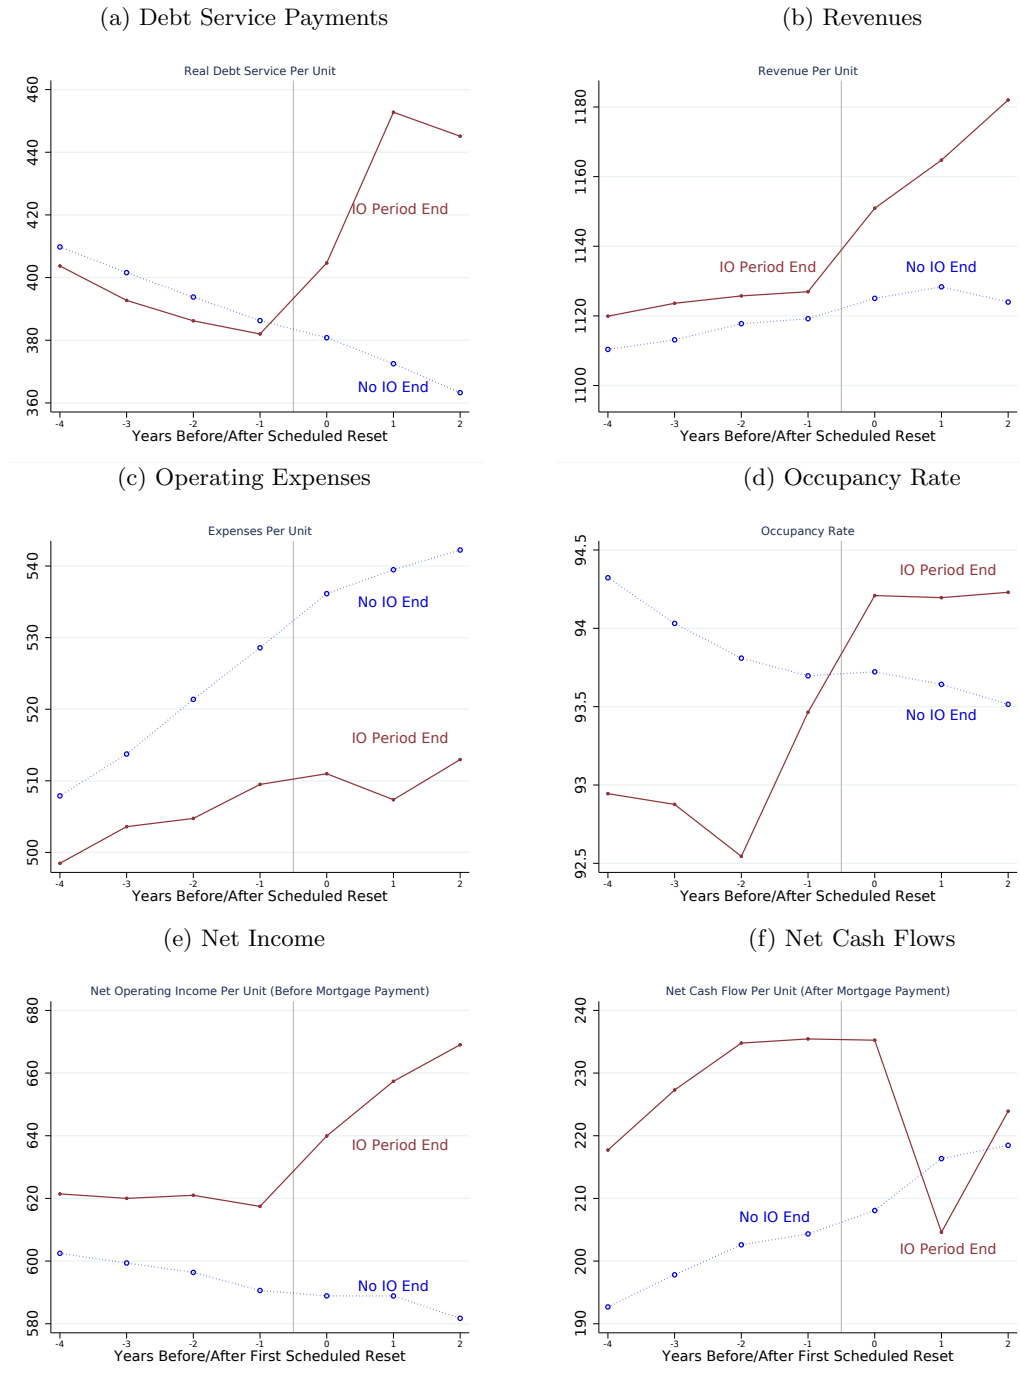 (a) Debt Service Payments
Real Debt Service Per Unit
460
440
420
400
380
360
IO Period End
No IO End
-4 -3 -2 -1 0 1 2
Years Before/After Scheduled Reset
(b) Revenues
Revenue Per Unit
1180
1160
1140
1120
1100
IO Period End
No IO End
-4 -3 -2 -1 0 1 2
Years Before/After Scheduled Reset
(c) Operating Expenses
Expenses Per Unit
540
530
520
510
500
No IO End
IO Period End
-4 -3 -2 -1 0 1 2
Years Before/After Scheduled Reset
(d) Occupancy Rate
Occupancy Rate
94.5
94
93.5
93
92.5
IO Period End
No IO End
-4 -3 -2 -1 0 1 2
Years Before/After Scheduled Reset
(e) Net Income
Net Operating Income Per Unit (Before Mortgage Payment)
680
660
640
620
600
580
IO Period End
No IO End
-4 -3 -2 -1 0 1 2
Years Before/After First Scheduled Reset
(f) Net Cash Flows
Net Cash Flow Per Unit (After Mortgage Payment)
240
230
220
210
200
190
No IO End
IO Period End
-4 -3 -2 -1 0 1 2
Years Before/After First Scheduled Reset